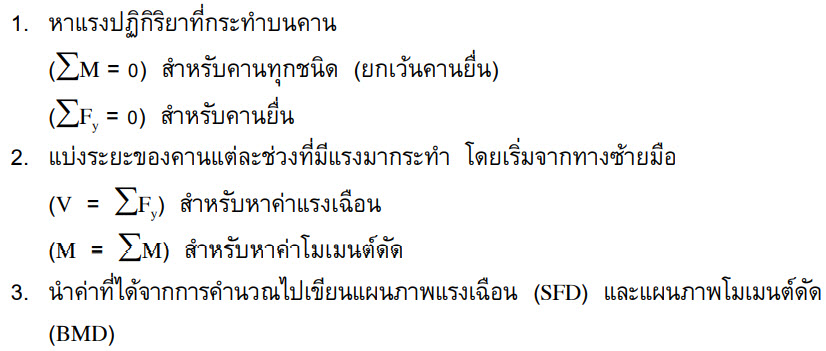 1. หาแรงปฏิกิริยาที่กระทำบนคาน
(∑M = 0) สำหรับคานทุกชนิด (ยกเว้นคานยื่น)
(∑Fy = 0) สำหรับคานยื่น
2. แบ่งระยะของคานแต่ละช่วงที่มีแรงมากระทำ โดยเริ่มจากทางซ้ายมือ
(V = ∑Fy) สำหรับหาค่าแรงเฉือน
(M = ∑M) สำหรับหาค่าโมเมนต์ดัด
3. นำค่าที่ได้จากการคำนวณไปเขียนแผนภาพแรงเฉือน (SFD) และแผนภาพโมเมนต์ดัด
(BMD)